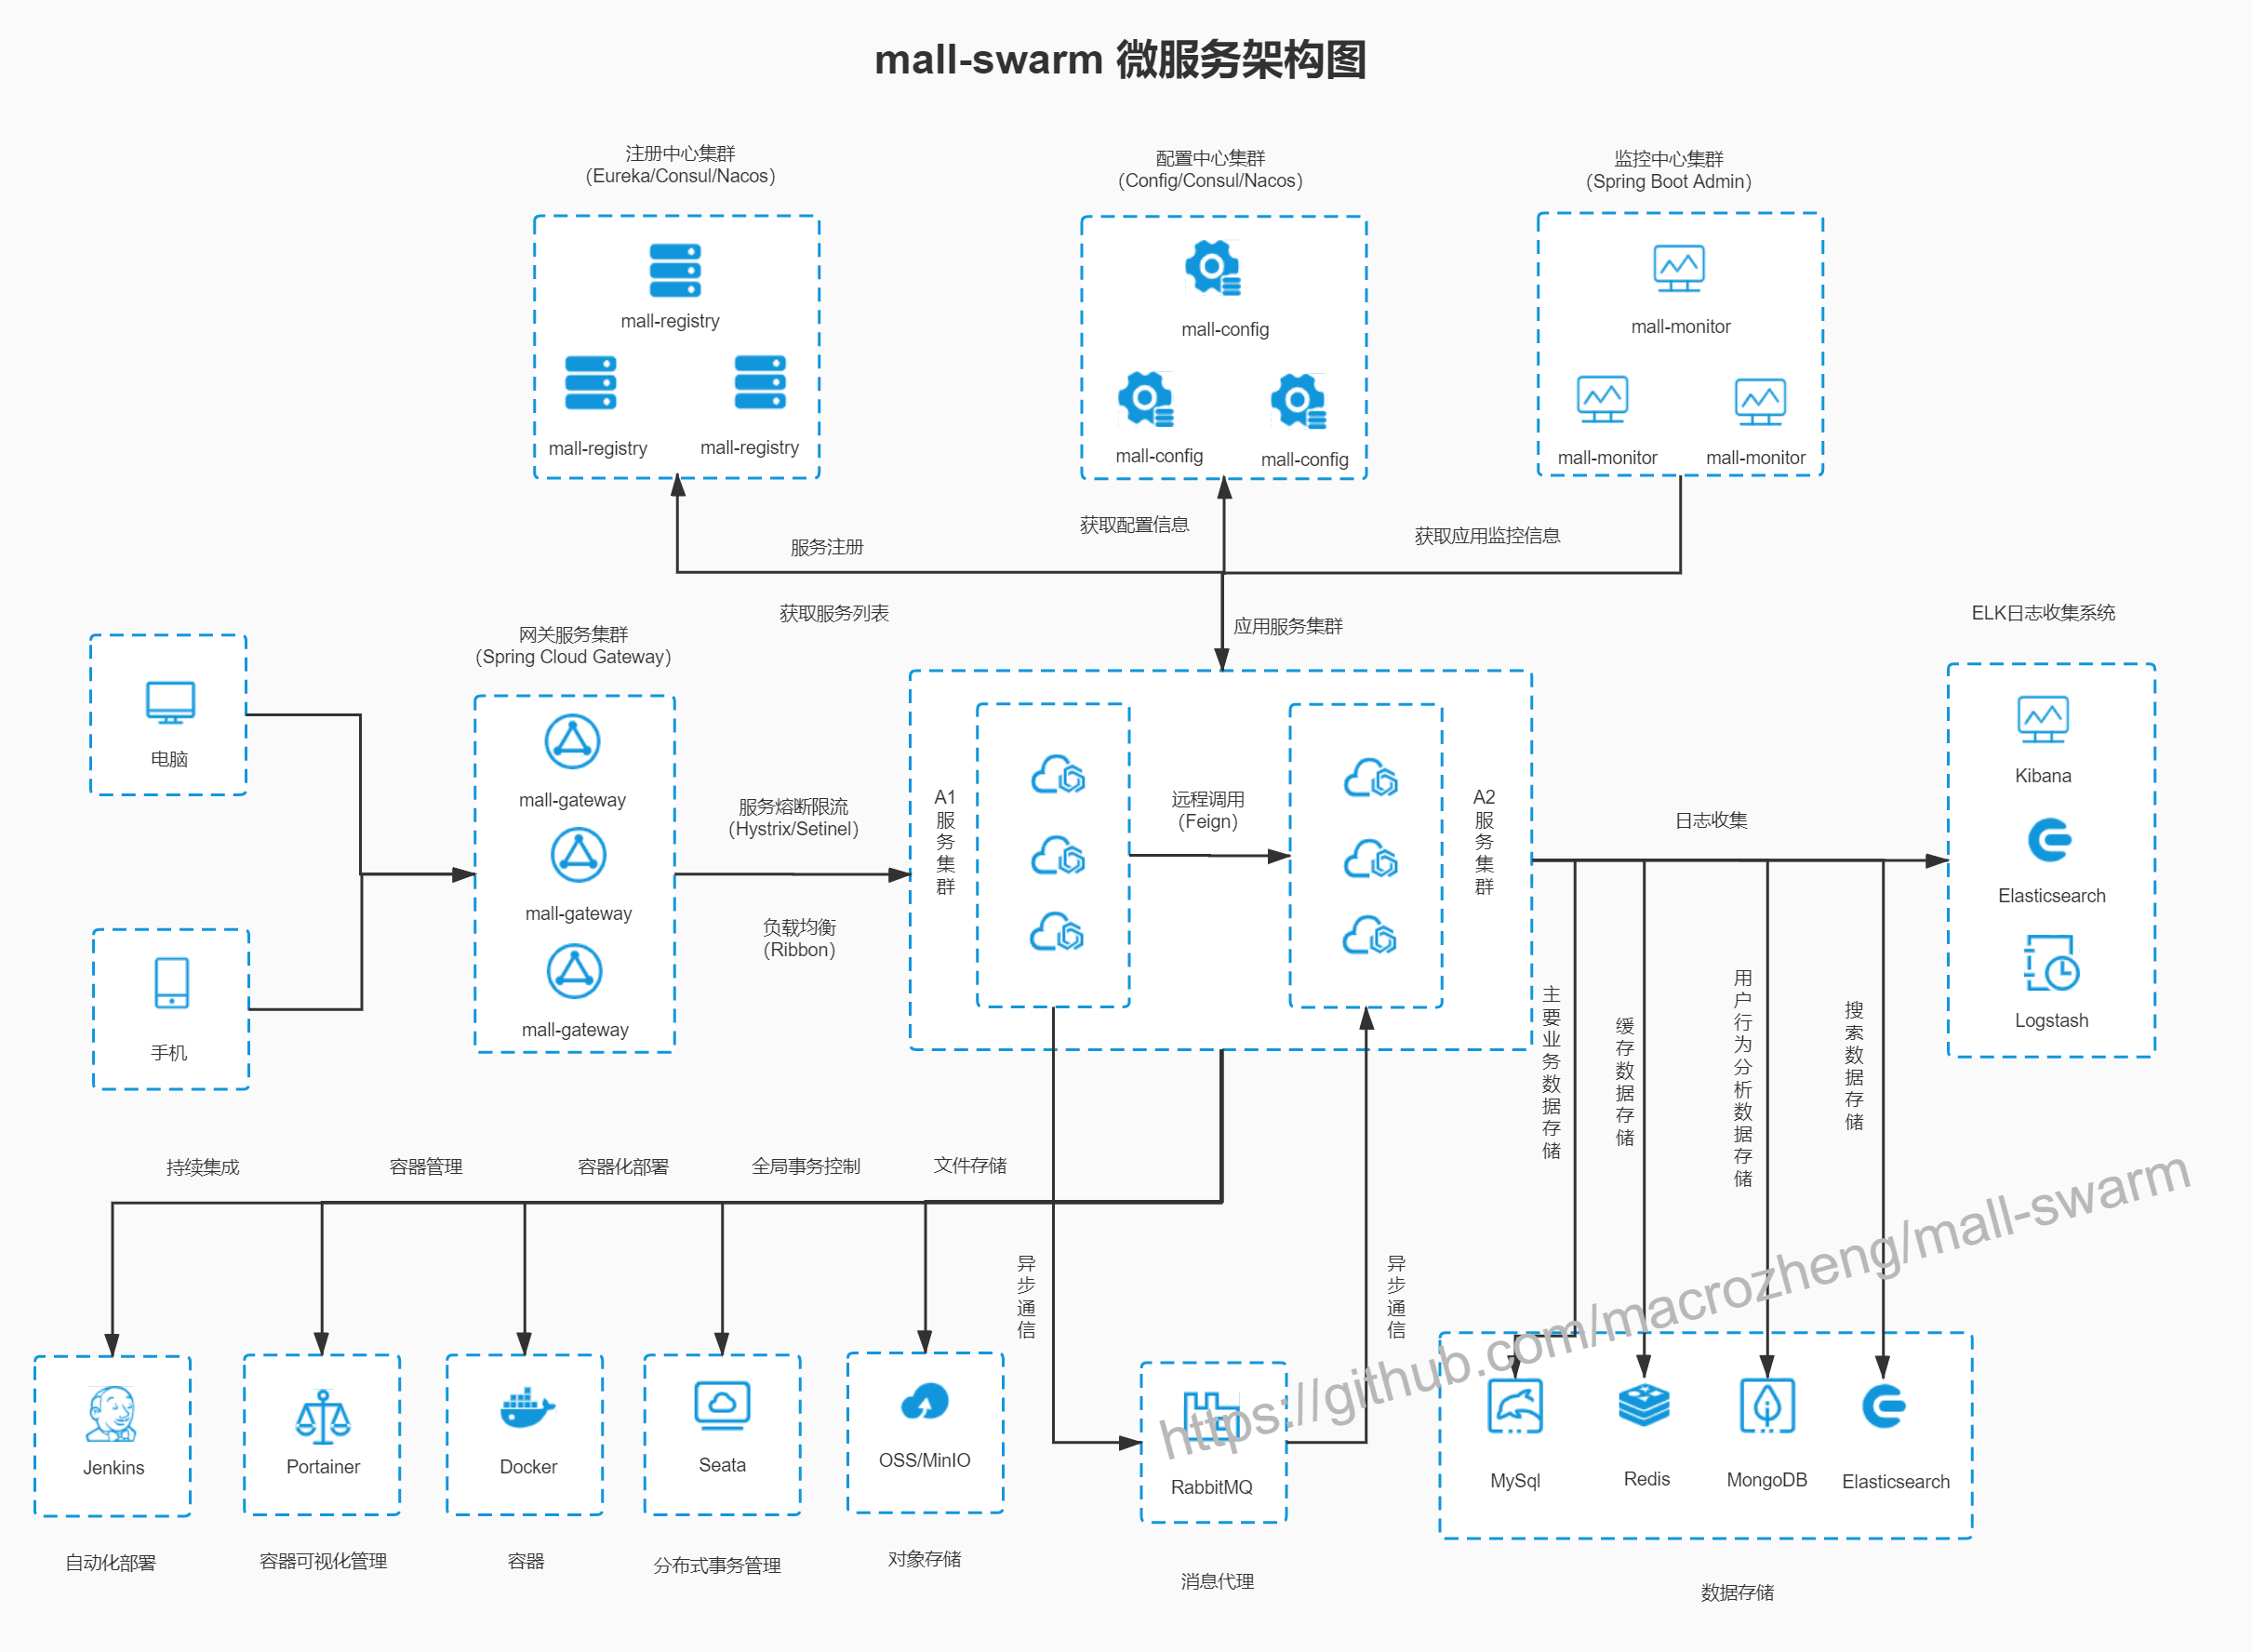 mall-swarm 微服务架构图
注册中心集群
(Eureka/Consul/Nacos)
配置中心集群
(Config/Consul/Nacos)
监控中心集群
(Spring Boot Admin)
mall-registry
mall-registry
mall-registry
mall-config
mall-config
mall-config
mall-monitor
mall-monitor
mall-monitor
服务注册
获取配置信息
获取应用监控信息
获取服务列表
应用服务集群
ELK日志收集系统
网关服务集群
(Spring Cloud Gateway)
电脑
手机
mall-gateway
mall-gateway
mall-gateway
服务熔断限流
(Hystrix/Setinel)
负载均衡
(Ribbon)
A1
服
务
集
群
远程调用
(Feign)
A2
服
务
集
群
日志收集
Kibana
Elasticsearch
Logstash
主
要
业
务
数
据
存
储
缓
存
数
据
存
储
用
户
行
为
分
析
数
据
存
储
搜
索
数
据
存
储
持续集成
容器管理
容器化部署
全局事务控制
文件存储
异
步
通
信
异
步
通
信
Jenkins
Portainer
Docker
Seata
OSS/MinIO
RabbitMQ
MySql
Redis
MongoDB
Elasticsearch
自动化部署
容器可视化管理
容器
分布式事务管理
对象存储
消息代理
数据存储
https://github.com/macrozheng/mall-swarm